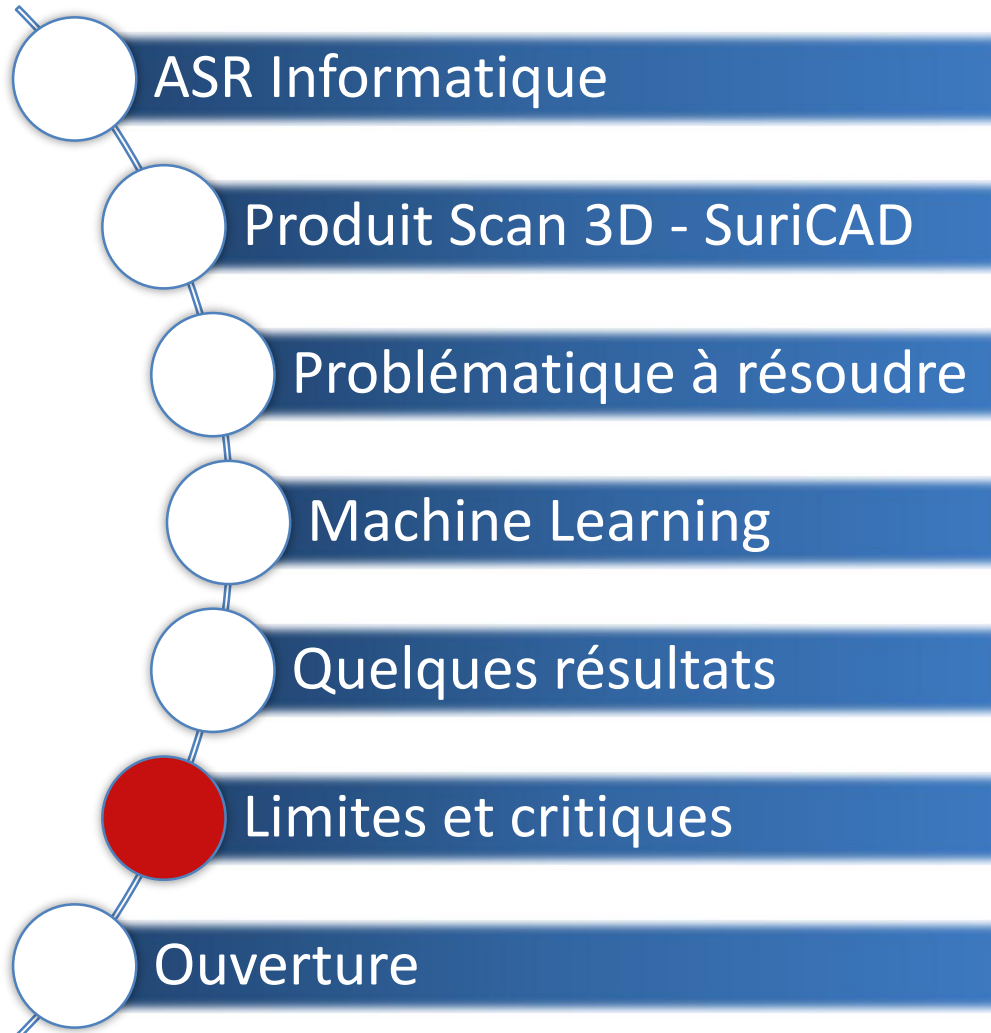 ASR Informatique
Produit Scan 3D - SuriCAD
Problématique à résoudre
Machine Learning
Quelques résultats
Limites et critiques
Ouverture